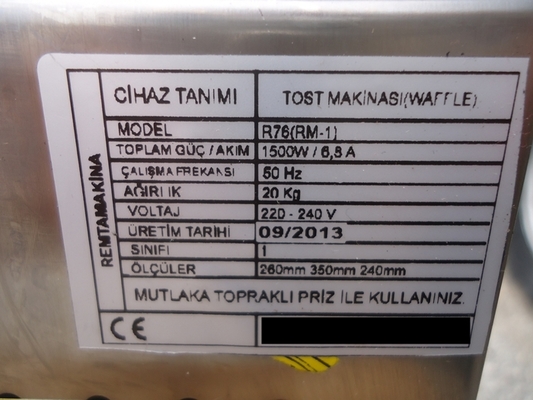 REMTAMAKINA
CİHAZ TANIMI TOST MAKİNASI(WAFFLE)
MODEL R76(RM-1)
TOPLAM GÜÇ / AKIM 1500W / 6,8 A
ÇALIŞMA FREKANSI 50 Hz
AĞIRLIK 20 Kg
VOLTAJ 220 - 240 V
ÜRETİM TARİHİ 09/2013
SINIFI 1
ÖLÇÜLER 260mm 350mm 240mm
MUTLAKA TOPRAKLI PRİZ İLE KULLANINIZ.
CE